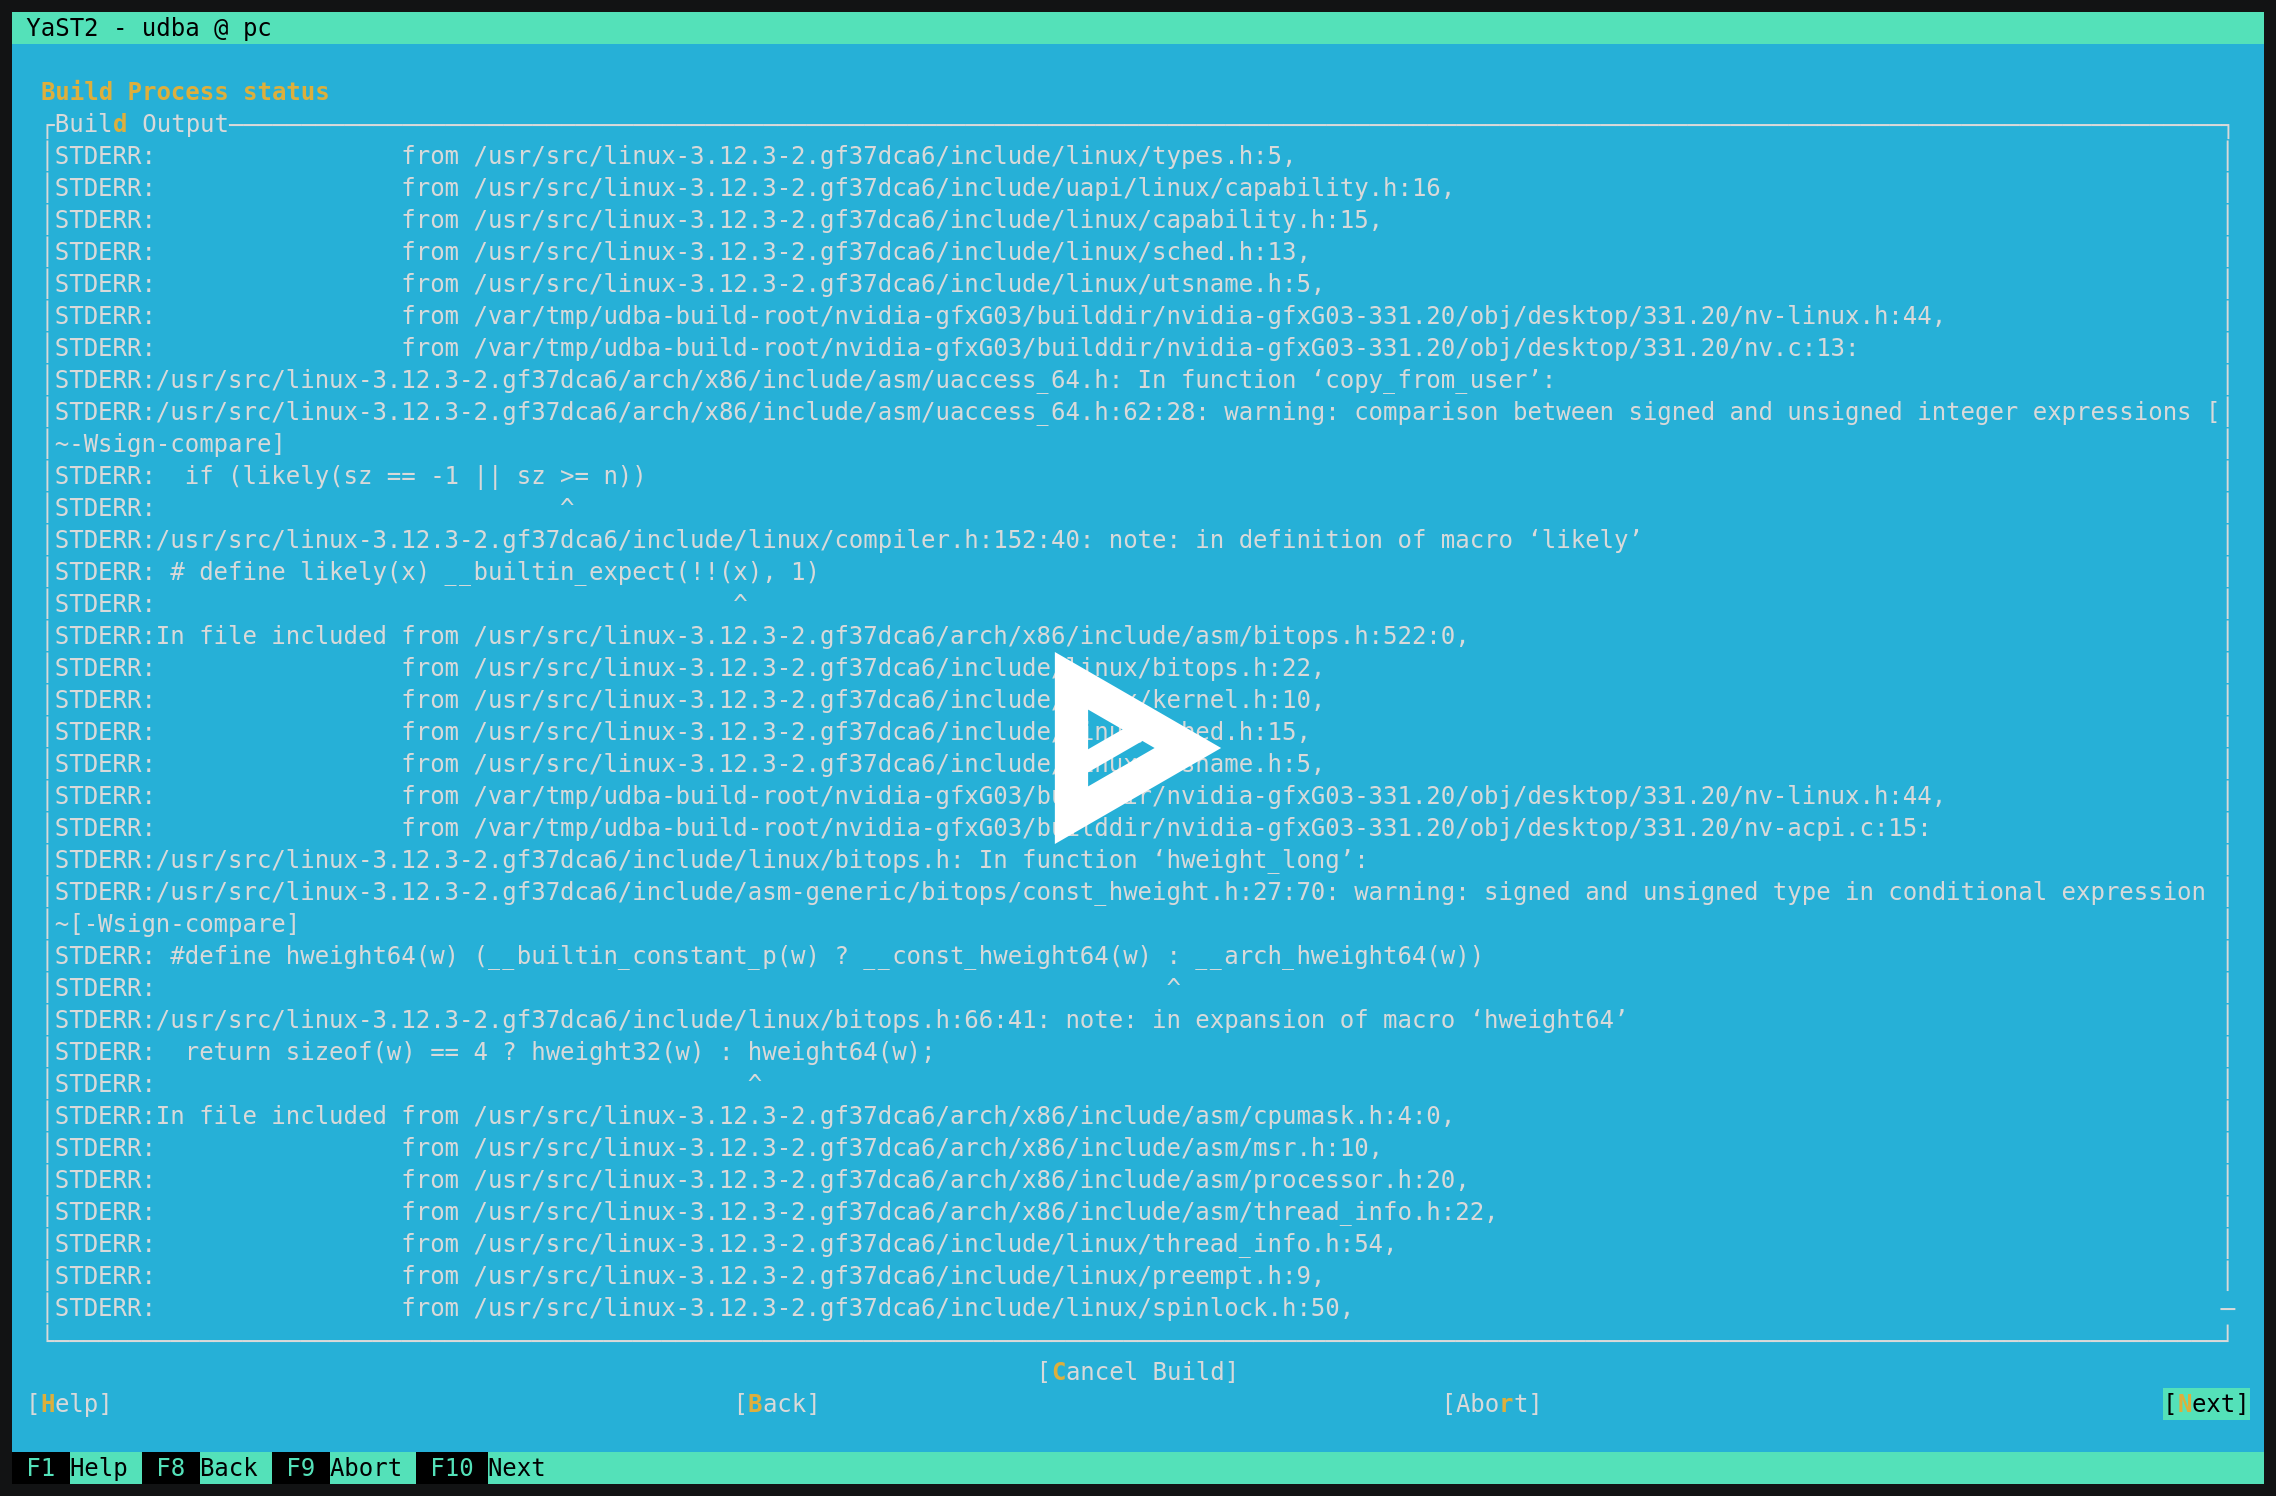 YaST2 - udba @ pc
Build Process status
Build Output
STDERR:                 from /usr/src/linux-3.12.3-2.gf37dca6/include/linux/types.h:5,
STDERR:                 from /usr/src/linux-3.12.3-2.gf37dca6/include/uapi/linux/capability.h:16,
STDERR:                 from /usr/src/linux-3.12.3-2.gf37dca6/include/linux/capability.h:15,
STDERR:                 from /usr/src/linux-3.12.3-2.gf37dca6/include/linux/sched.h:13,
STDERR:                 from /usr/src/linux-3.12.3-2.gf37dca6/include/linux/utsname.h:5,
STDERR:                 from /var/tmp/udba-build-root/nvidia-gfxG03/builddir/nvidia-gfxG03-331.20/obj/desktop/331.20/nv-linux.h:44,
STDERR:                 from /var/tmp/udba-build-root/nvidia-gfxG03/builddir/nvidia-gfxG03-331.20/obj/desktop/331.20/nv.c:13:
STDERR:/usr/src/linux-3.12.3-2.gf37dca6/arch/x86/include/asm/uaccess_64.h: In function ‘copy_from_user’:
STDERR:/usr/src/linux-3.12.3-2.gf37dca6/arch/x86/include/asm/uaccess_64.h:62:28: warning: comparison between signed and unsigned integer expressions [
~-Wsign-compare]
STDERR:  if (likely(sz == -1 || sz >= n))
STDERR:                            ^
STDERR:/usr/src/linux-3.12.3-2.gf37dca6/include/linux/compiler.h:152:40: note: in definition of macro ‘likely’
STDERR: # define likely(x) __builtin_expect(!!(x), 1)
STDERR:                                        ^
STDERR:In file included from /usr/src/linux-3.12.3-2.gf37dca6/arch/x86/include/asm/bitops.h:522:0,
STDERR:                 from /usr/src/linux-3.12.3-2.gf37dca6/include/linux/bitops.h:22,
STDERR:                 from /usr/src/linux-3.12.3-2.gf37dca6/include/ /kernel.h:10,
STDERR:                 from /usr/src/linux-3.12.3-2.gf37dca6/include/ .h:15,
STDERR:                 from /usr/src/linux-3.12.3-2.gf37dca6/include/ .h:5,
STDERR:                 from /var/tmp/udba-build-root/nvidia-gfxG03/ /nvidia-gfxG03-331.20/obj/desktop/331.20/nv-linux.h:44,
STDERR:                 from /var/tmp/udba-build-root/nvidia-gfxG03/builddir/nvidia-gfxG03-331.20/obj/desktop/331.20/nv-acpi.c:15:
STDERR:/usr/src/linux-3.12.3-2.gf37dca6/include/linux/bitops.h: In function ‘hweight_long’:
STDERR:/usr/src/linux-3.12.3-2.gf37dca6/include/asm-generic/bitops/const_hweight.h:27:70: warning: signed and unsigned type in conditional expression
~[-Wsign-compare]
STDERR: #define hweight64(w) (__builtin_constant_p(w) ? __const_hweight64(w) : __arch_hweight64(w))
STDERR:                                                                      ^
STDERR:/usr/src/linux-3.12.3-2.gf37dca6/include/linux/bitops.h:66:41: note: in expansion of macro ‘hweight64’
STDERR:  return sizeof(w) == 4 ? hweight32(w) : hweight64(w);
STDERR:                                         ^
STDERR:In file included from /usr/src/linux-3.12.3-2.gf37dca6/arch/x86/include/asm/cpumask.h:4:0,
STDERR:                 from /usr/src/linux-3.12.3-2.gf37dca6/arch/x86/include/asm/msr.h:10,
STDERR:                 from /usr/src/linux-3.12.3-2.gf37dca6/arch/x86/include/asm/processor.h:20,
STDERR:                 from /usr/src/linux-3.12.3-2.gf37dca6/arch/x86/include/asm/thread_info.h:22,
STDERR:                 from /usr/src/linux-3.12.3-2.gf37dca6/include/linux/thread_info.h:54,
STDERR:                 from /usr/src/linux-3.12.3-2.gf37dca6/include/linux/preempt.h:9,
STDERR:                 from /usr/src/linux-3.12.3-2.gf37dca6/include/linux/spinlock.h:50,
[Cancel Build]
[Help] [Back] [Abort] [Next]
F1 Help F8 Back F9 Abort F10 Next